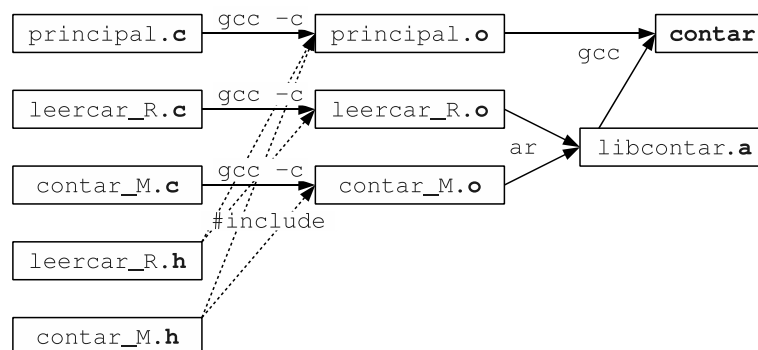 principal.c
gcc -c
principal.o
gcc
contar
leercar_R.c
gcc -c
leercar_R.o
ar
libcontar.a
contar_M.c
gcc -c
contar_M.o
#include
leercar_R.h
contar_M.h